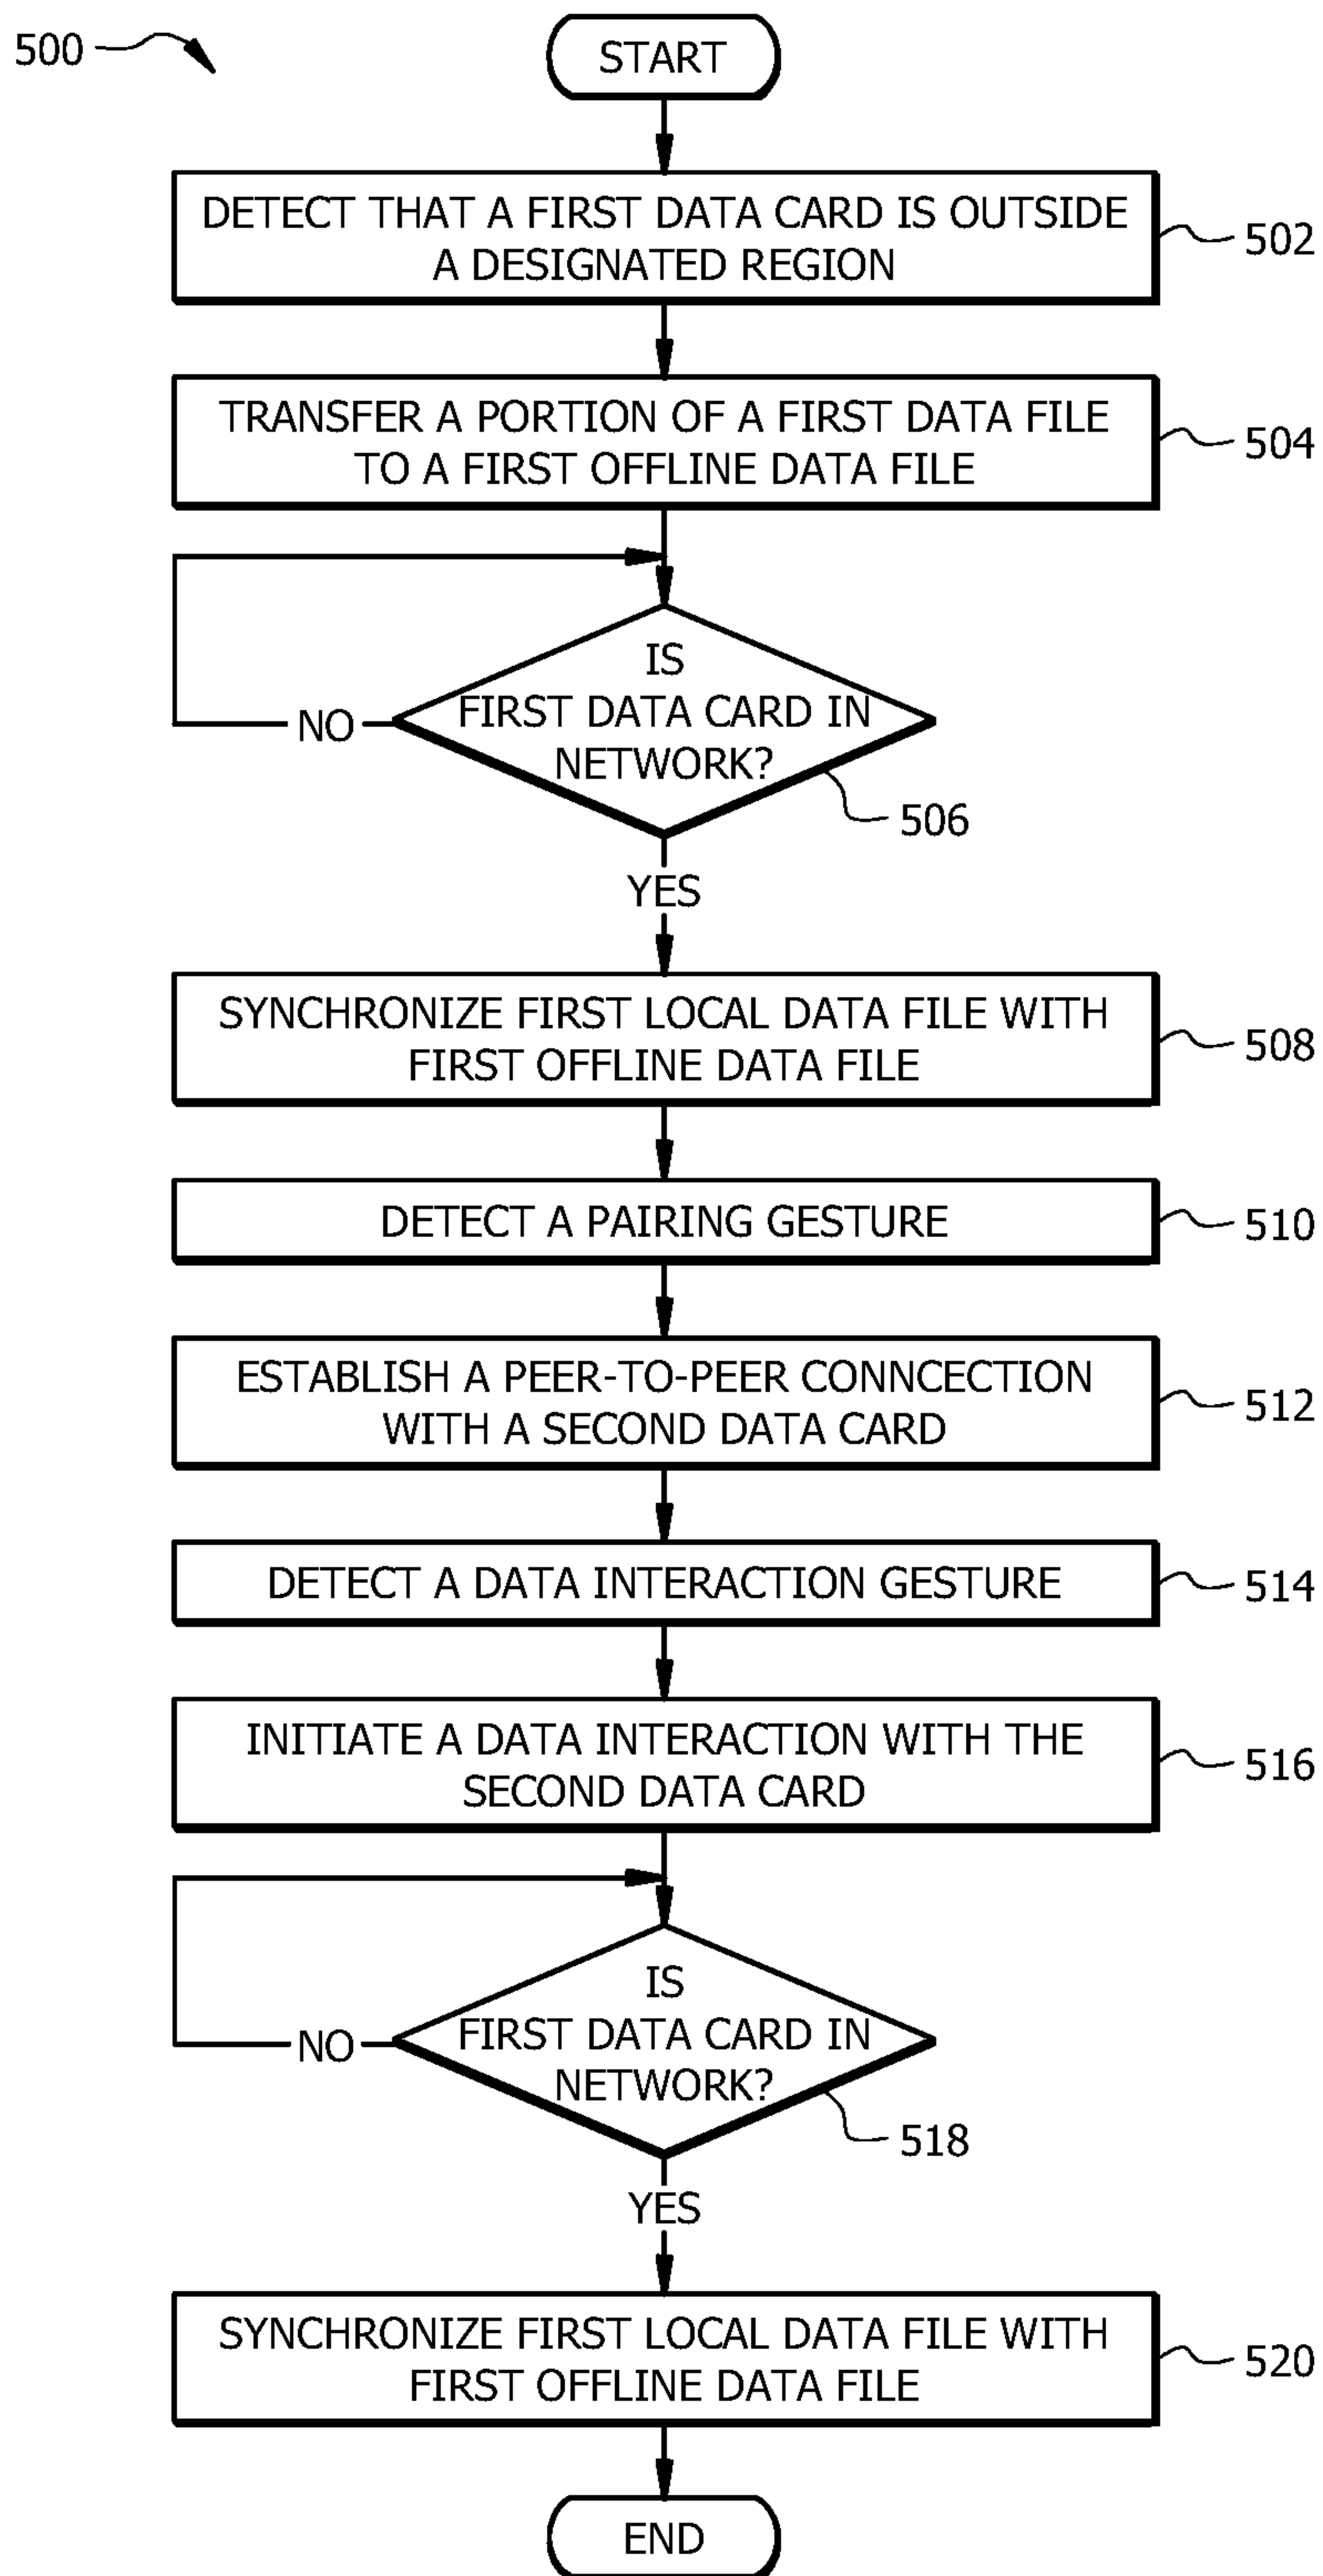 500
START
DETECT THAT A FIRST DATA CARD IS OUTSIDE
A DESIGNATED REGION
502
TRANSFER A PORTION OF A FIRST DATA FILE
TO A FIRST OFFLINE DATA FILE
504
IS
FIRST DATA CARD IN
NETWORK?
NO
506
YES
SYNCHRONIZE FIRST LOCAL DATA FILE WITH
FIRST OFFLINE DATA FILE
508
DETECT A PAIRING GESTURE
510
ESTABLISH A PEER-TO-PEER CONNCECTION
WITH A SECOND DATA CARD
512
DETECT A DATA INTERACTION GESTURE
514
INITIATE A DATA INTERACTION WITH THE
SECOND DATA CARD
516
IS
FIRST DATA CARD IN
NETWORK?
NO
518
YES
SYNCHRONIZE FIRST LOCAL DATA FILE WITH
FIRST OFFLINE DATA FILE
520
END